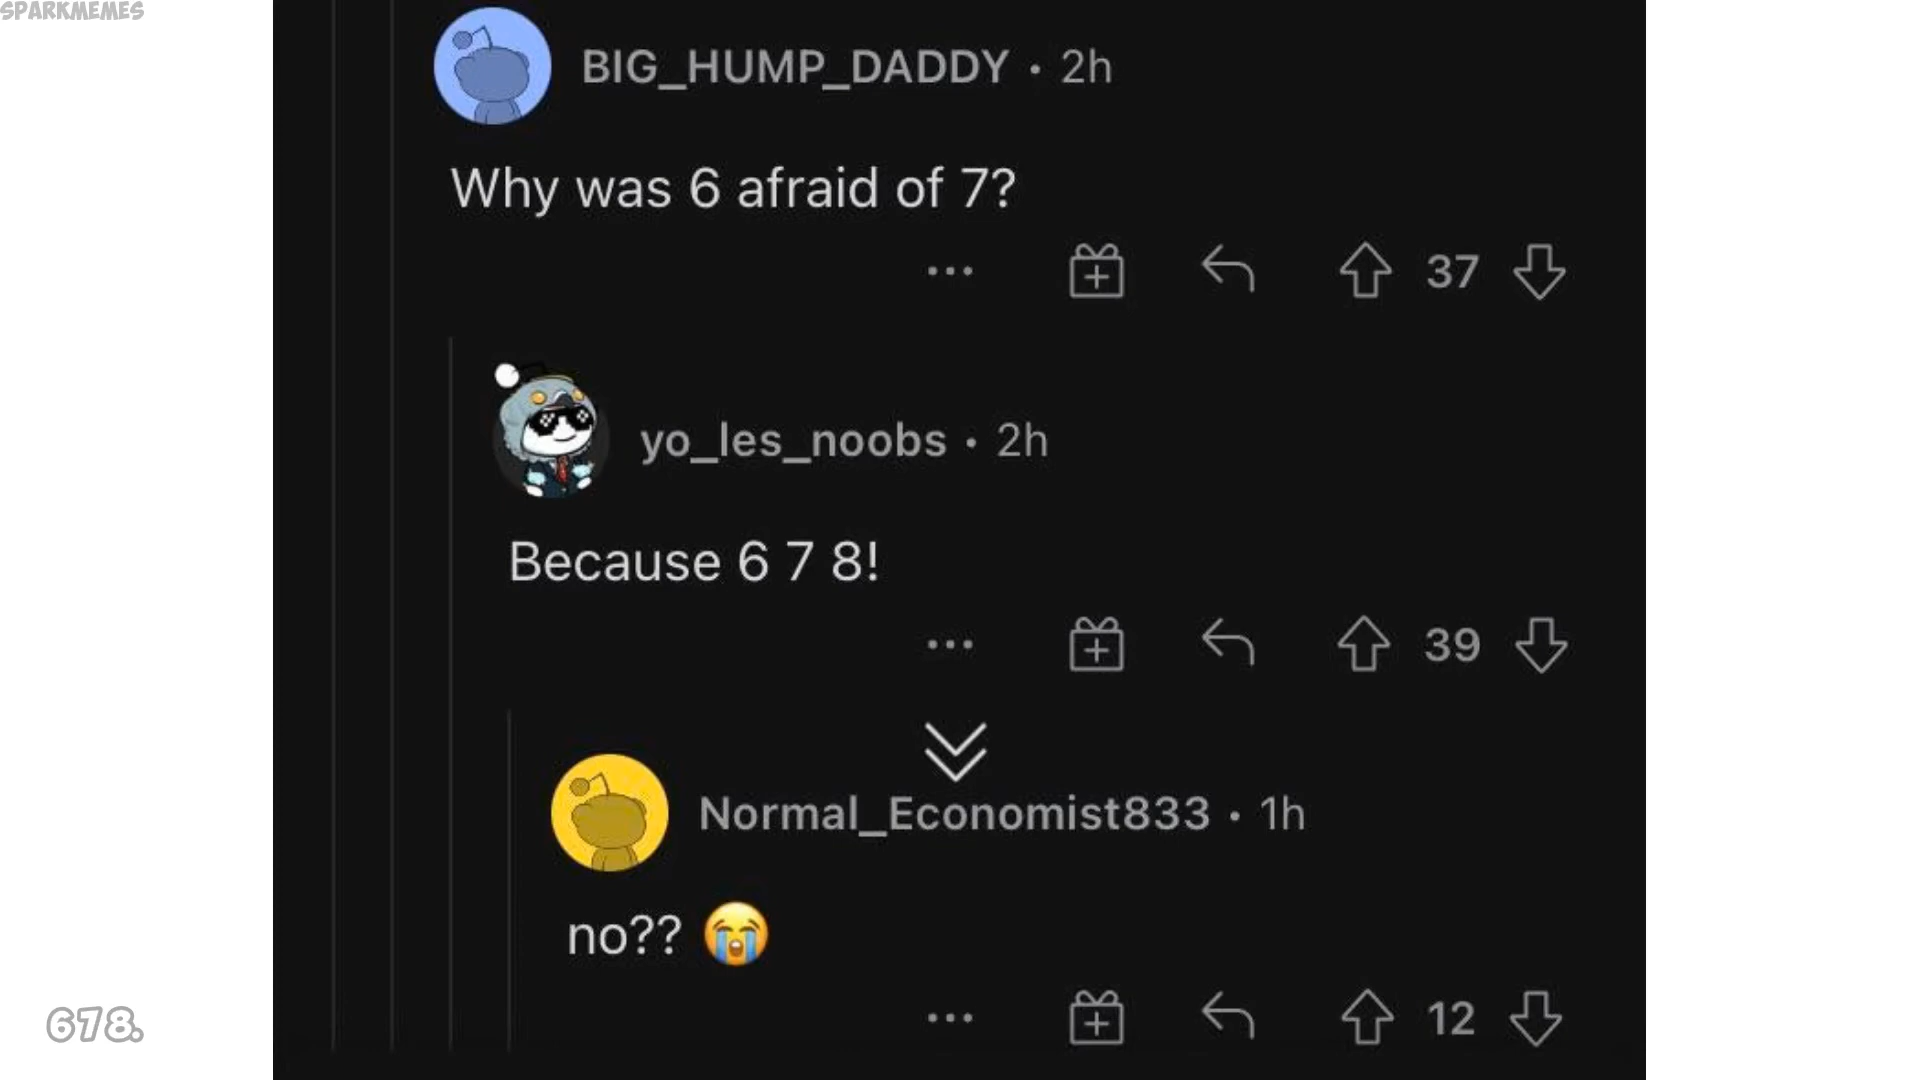 SPARKMEMES
BIG_HUMP_DADDY • 2h
Why was 6 afraid of 7?
37
yo_les_noobs • 2h
Because 6 7 8!
39
Normal_Economist833 • 1h
no?? 😭
12
678.